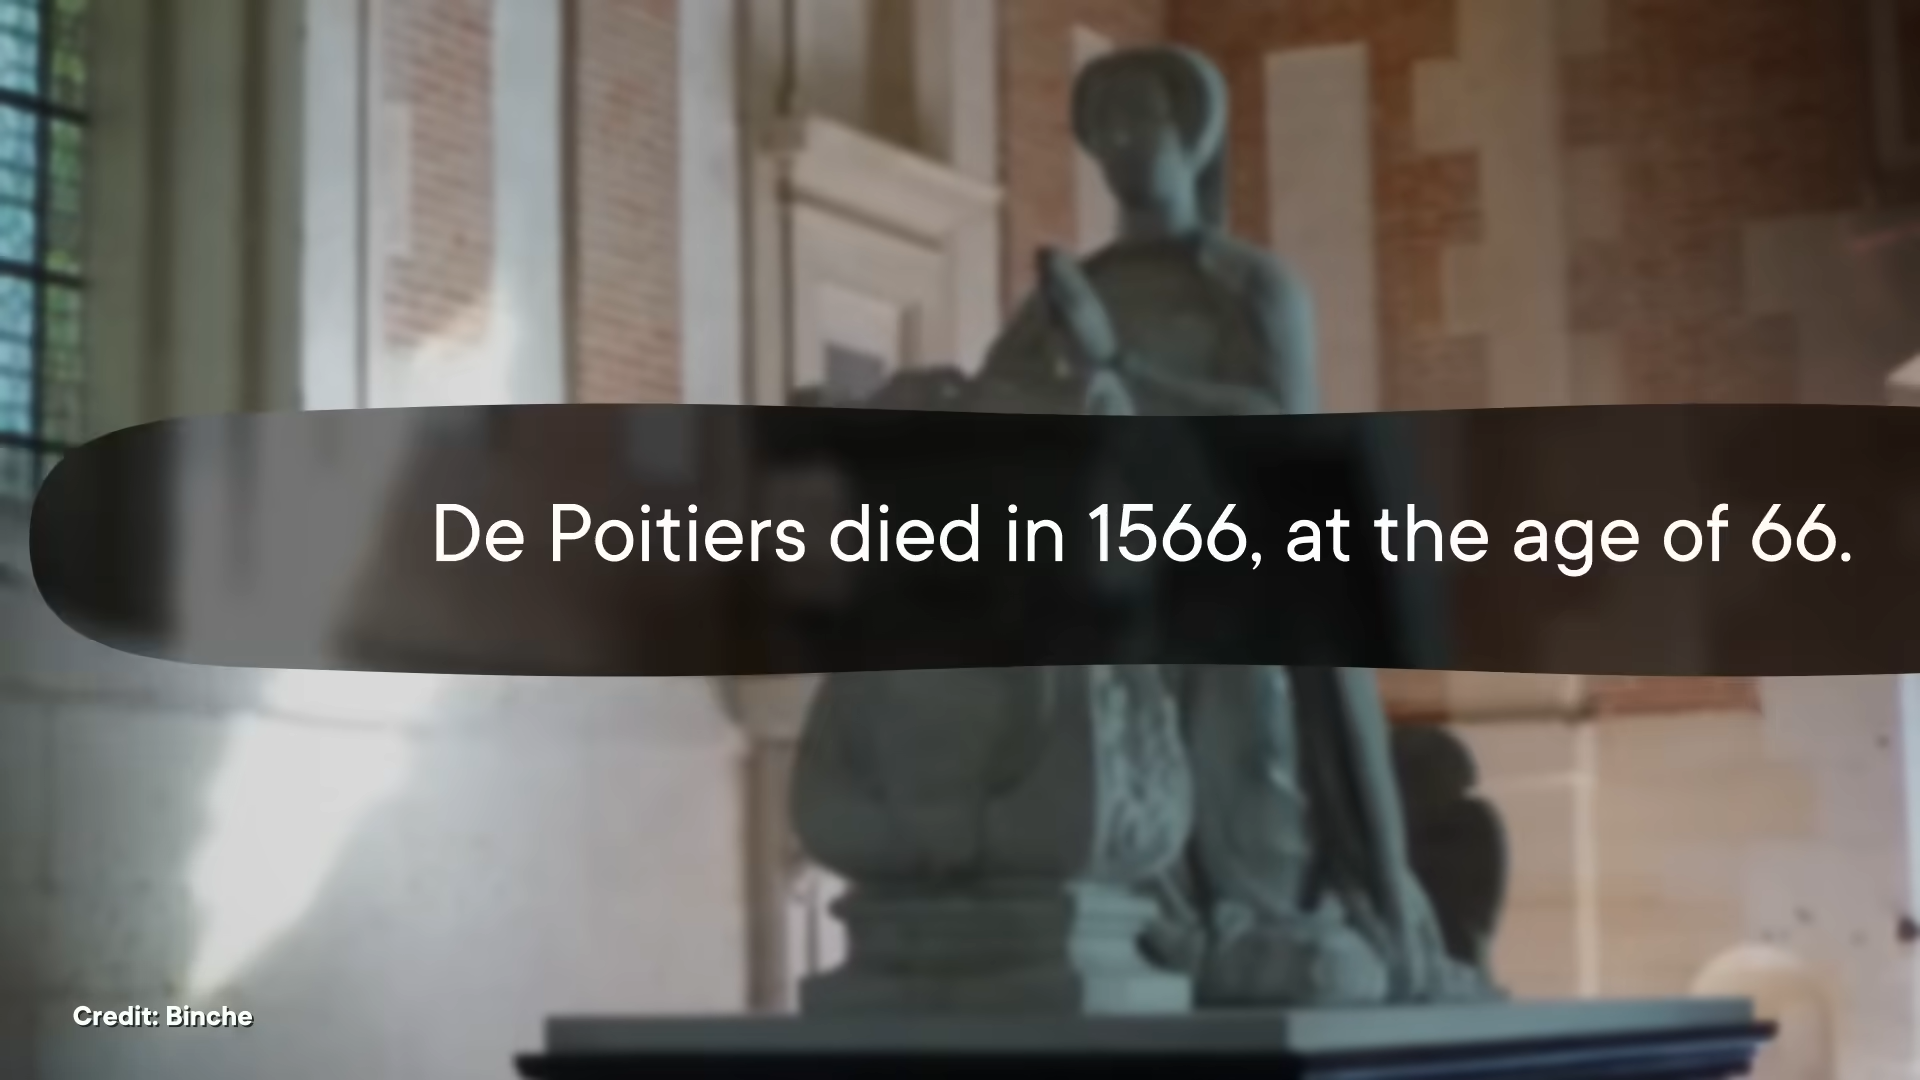 De Poitiers died in 1566, at the age of 66.
Credit: Binche